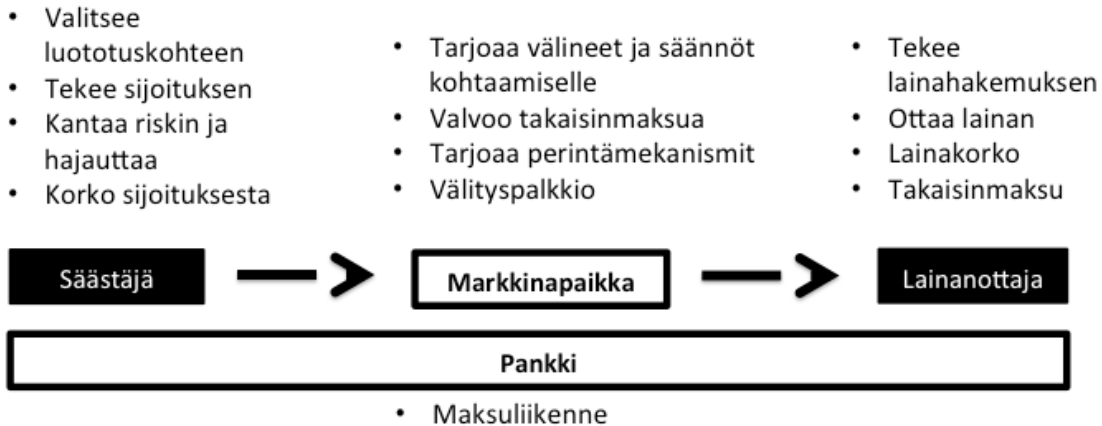 • Valitsee
luototuskohteen
• Tekee sijoituksen
• Kantaa riskin ja
hajauttaa
• Korko sijoituksesta
• Tarjoaa välineet ja säännöt
kohtaamiselle
• Valvoo takaisinmaksua
• Tarjoaa perintämekanismit
• Välityspalkkio
• Tekee
lainahakemuksen
• Ottaa lainan
• Lainakorko
• Takaisinmaksu
Säästäjä
Markkinapaikka
Lainanottaja
Pankki
• Maksuliikenne